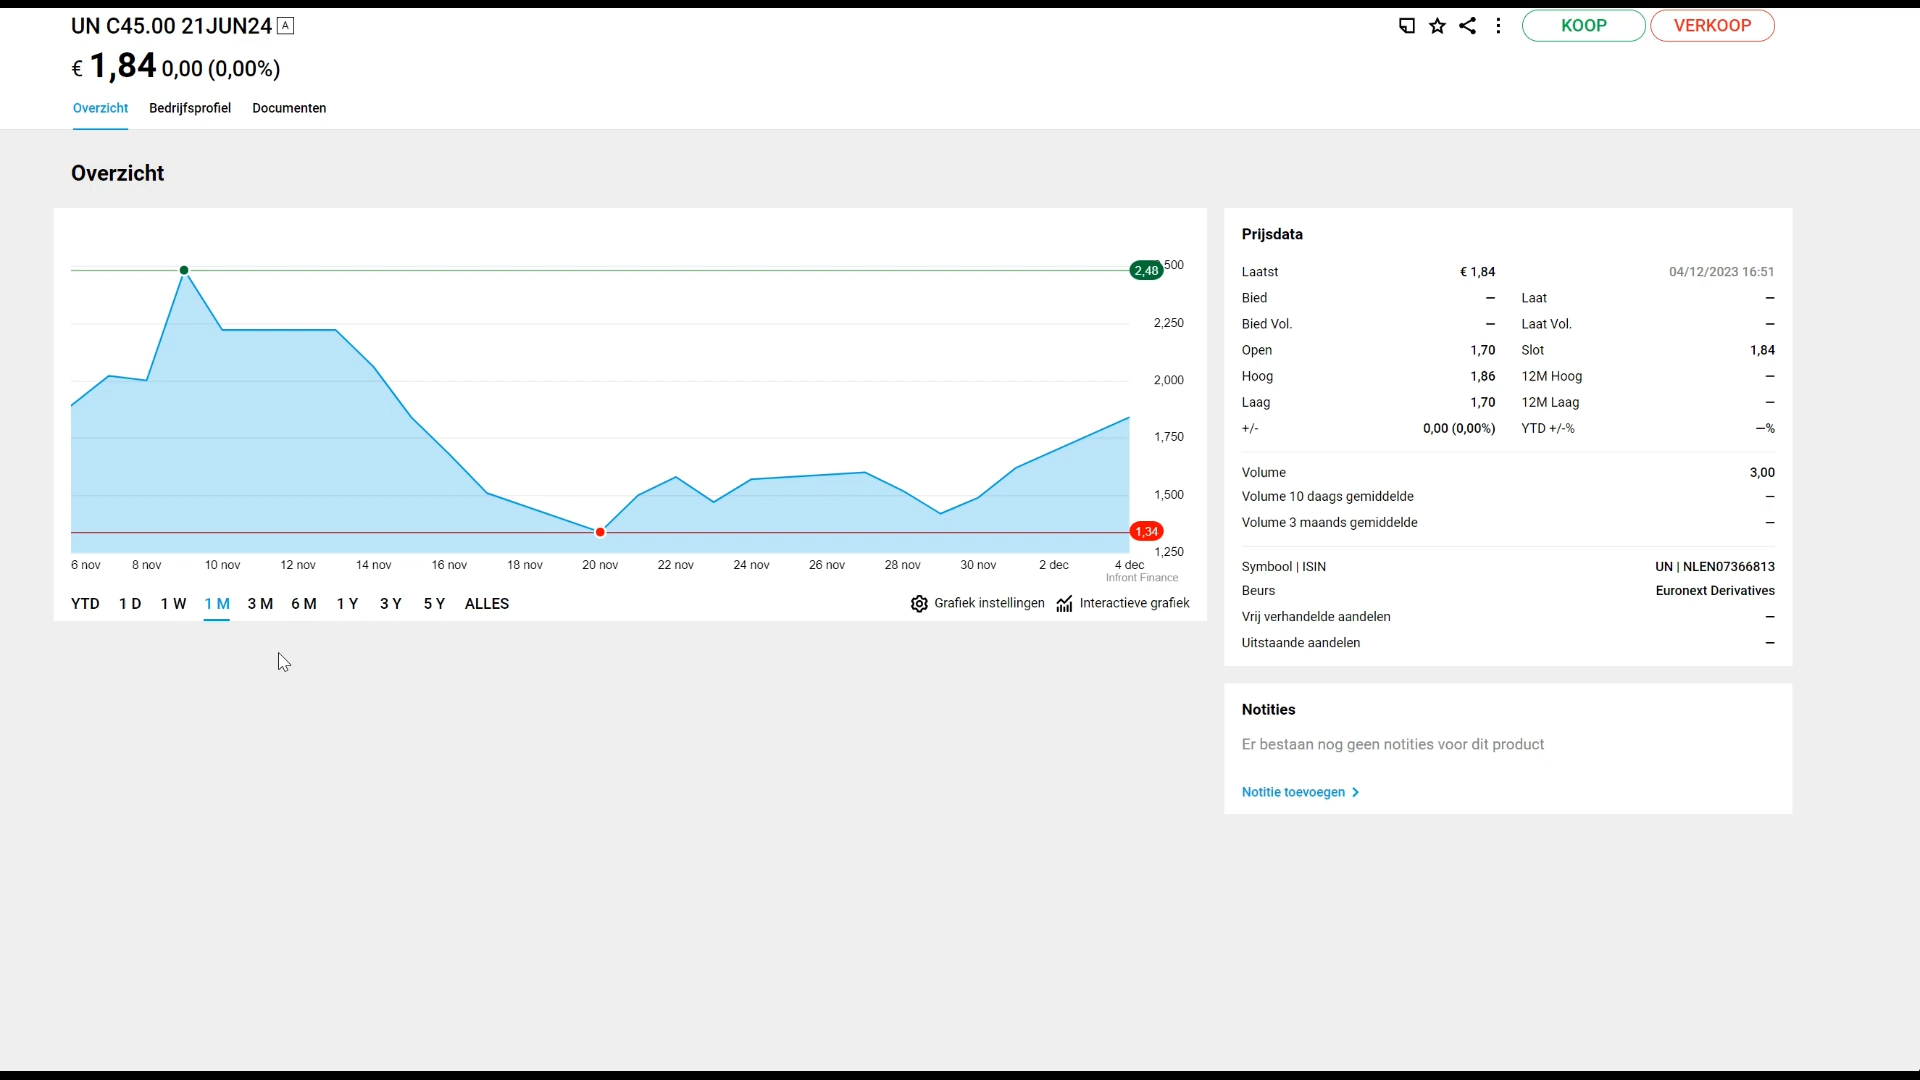 UN C45.00 21JUN24 A
KOOP
VERKOOP
€ 1,84 0,00 (0,00%)
Overzicht Bedrijfsprofiel Documenten
Overzicht
2,48
2,250
2,000
1,750
1,500
1,34
1,250
6 nov 8 nov 10 nov 12 nov 14 nov 16 nov 18 nov 20 nov 22 nov 24 nov 26 nov 28 nov 30 nov 2 dec 4 dec
Infront Finance
YTD 1 D 1 W 1 M 3 M 6 M 1 Y 3 Y 5 Y ALLES
Grafiek instellingen Interactieve grafiek
Prijsdata
Laatst € 1,84 04/12/2023 16:51
Bied – Laat –
Bied Vol. – Laat Vol. –
Open 1,70 Slot 1,84
Hoog 1,86 12M Hoog –
Laag 1,70 12M Laag –
+/- 0,00 (0,00%) YTD +/-% –%
Volume 3,00
Volume 10 daags gemiddelde –
Volume 3 maands gemiddelde –
Symbool | ISIN UN | NLEN07366813
Beurs Euronext Derivatives
Vrij verhandelde aandelen –
Uitstaande aandelen –
Notities
Er bestaan nog geen notities voor dit product
Notitie toevoegen